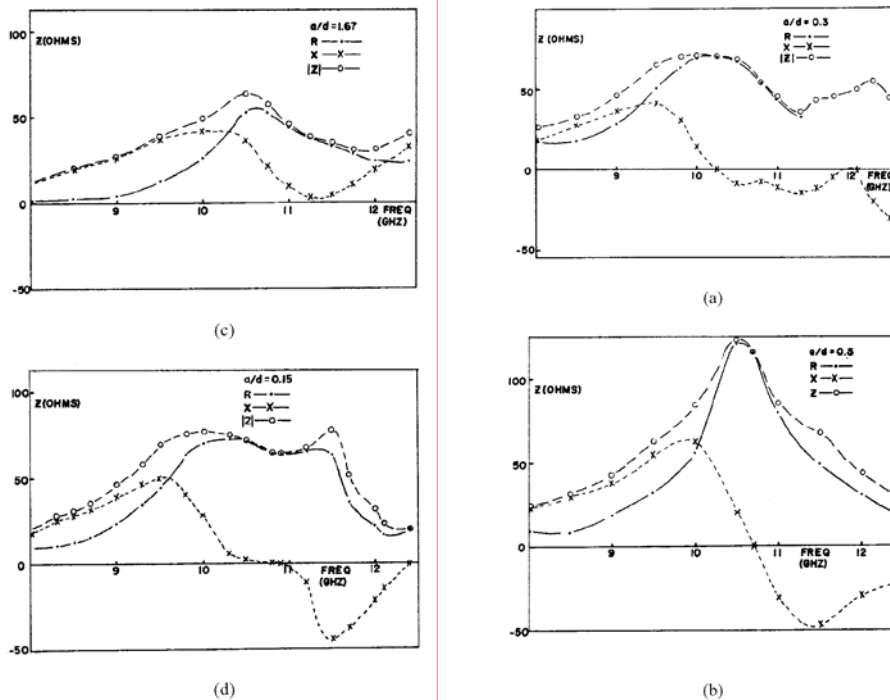 100
Z(OHMS)
a/d=1.67
R
X
|Z|
50
0
9
10
11
12
FREQ
(GHZ)
-50
(c)
Z(OHMS)
a/d=0.3
R
X
|Z|
50
0
9
10
11
12
FREQ
(GHZ)
-50
(a)
100
Z(OHMS)
a/d=0.15
R
X
|Z|
50
0
9
10
11
12
FREQ
(GHZ)
-50
(d)
100
Z(OHMS)
a/d=0.5
R
X
Z
50
0
9
10
11
12
FREQ
(GHZ)
-50
(b)